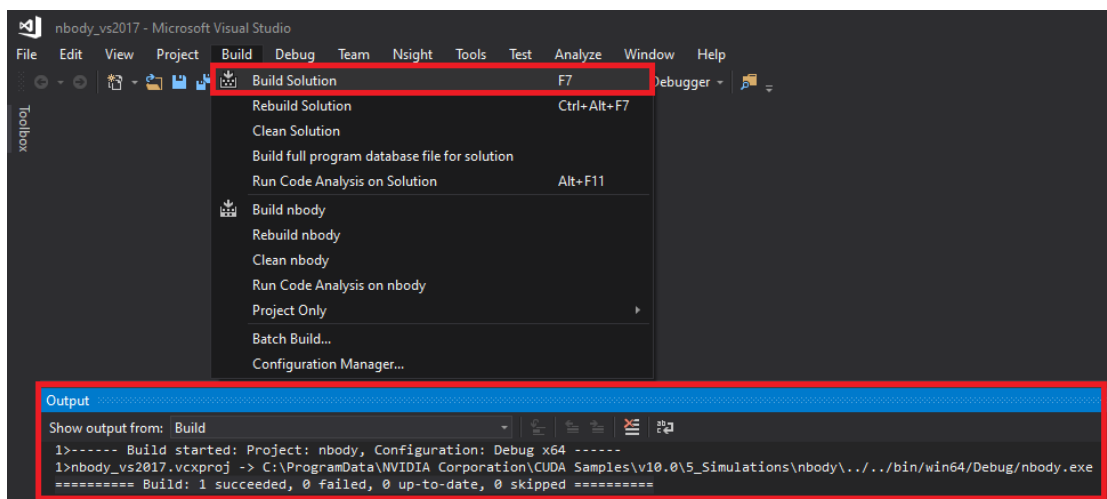 nbody_vs2017 - Microsoft Visual Studio
File Edit View Project Build Debug Team Nsight Tools Test Analyze Window Help
Build Solution F7 Debugger
Toolbox
Rebuild Solution Ctrl+Alt+F7
Clean Solution
Build full program database file for solution
Run Code Analysis on Solution Alt+F11
Build nbody
Rebuild nbody
Clean nbody
Run Code Analysis on nbody
Project Only
Batch Build...
Configuration Manager...
Output
Show output from: Build
1>------ Build started: Project: nbody, Configuration: Debug x64 ------
1>nbody_vs2017.vcxproj -> C:\ProgramData\NVIDIA Corporation\CUDA Samples\v10.0\5_Simulations\nbody\../../bin/win64/Debug/nbody.exe
========== Build: 1 succeeded, 0 failed, 0 up-to-date, 0 skipped ==========